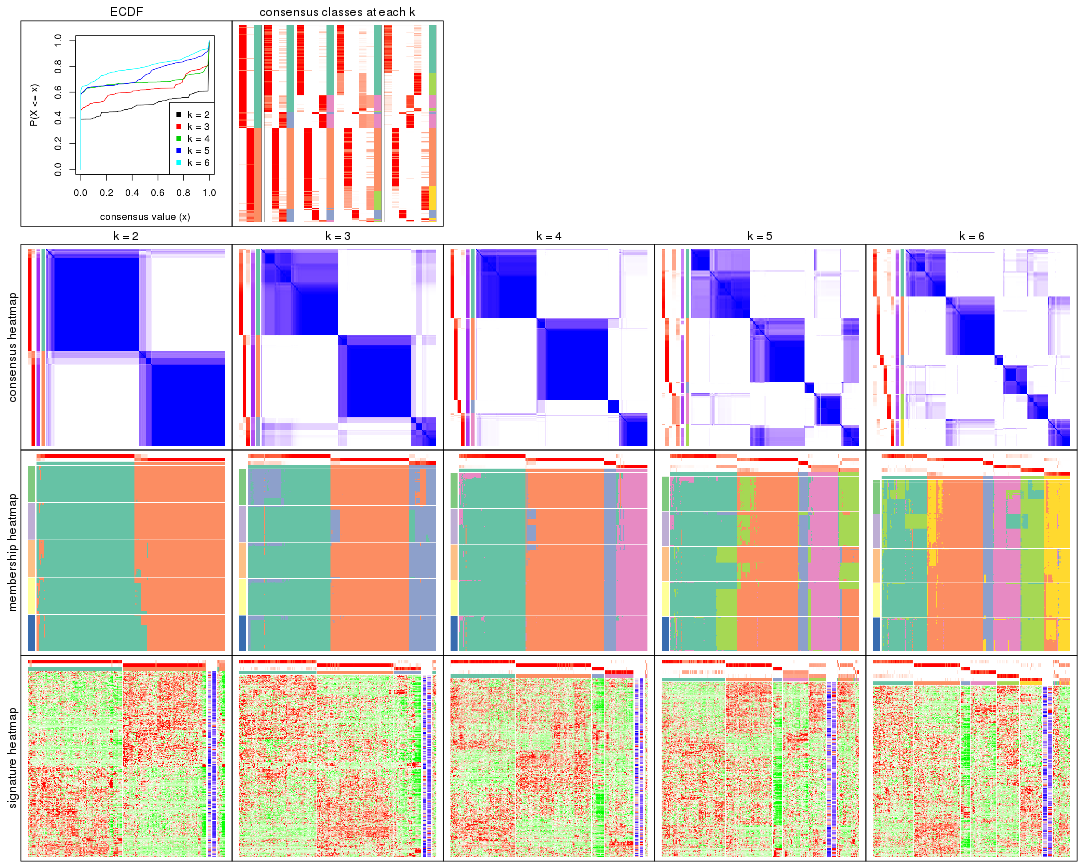 ECDF
consensus classes at each k
P(X <= x)
1.0
0.8
0.6
0.4
0.2
0.0
k = 2
k = 3
k = 4
k = 5
k = 6
0.0 0.2 0.4 0.6 0.8 1.0
consensus value (x)
k = 2
k = 3
k = 4
k = 5
k = 6
consensus heatmap
membership heatmap
signature heatmap